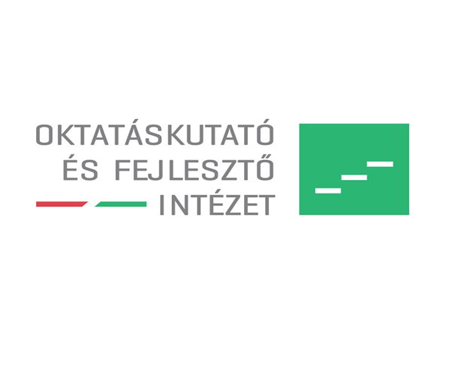 OKTATÁSKUTATÓ
ÉS FEJLESZTŐ
INTÉZET